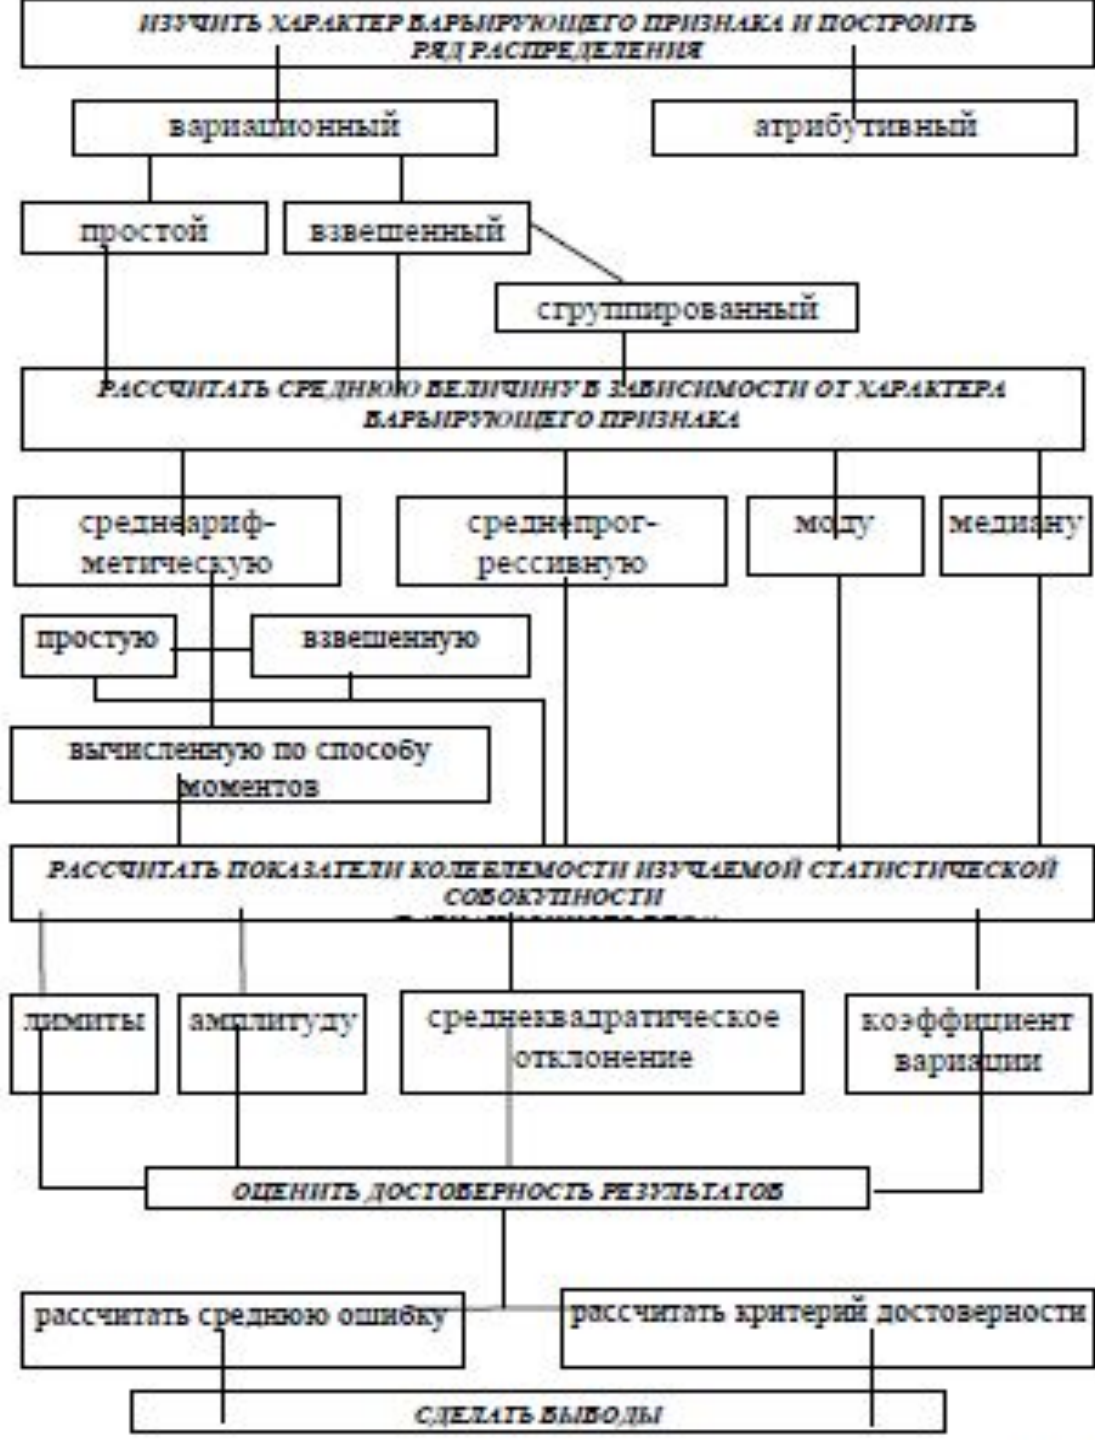 ИЗУЧИТЬ ХАРАКТЕР ВАРЬИРУЮЩЕГО ПРИЗНАКА И ПОСТРОИТЬ
РЯД РАСПРЕДЕЛЕНИЯ
вариационный
атрибутивный
простой
взвешенный
сгруппированный
РАССЧИТАТЬ СРЕДНЮЮ ВЕЛИЧИНУ В ЗАВИСИМОСТИ ОТ ХАРАКТЕРА
ВАРЬИРУЮЩЕГО ПРИЗНАКА
среднеариф-
метическую
среднепрог-
рессивную
моду
медиану
простую
взвешенную
вычисленную по способу
моментов
РАССЧИТАТЬ ПОКАЗАТЕЛИ КОЛЕБЛЕМОСТИ ИЗУЧАЕМОЙ СТАТИСТИЧЕСКОЙ
СОВОКУПНОСТИ
лимиты
амплитуду
среднеквадратическое
отклонение
коэффициент
вариации
ОЦЕНИТЬ ДОСТОВЕРНОСТЬ РЕЗУЛЬТАТОВ
рассчитать среднюю ошибку
рассчитать критерий достоверности
СДЕЛАТЬ ВЫВОДЫ